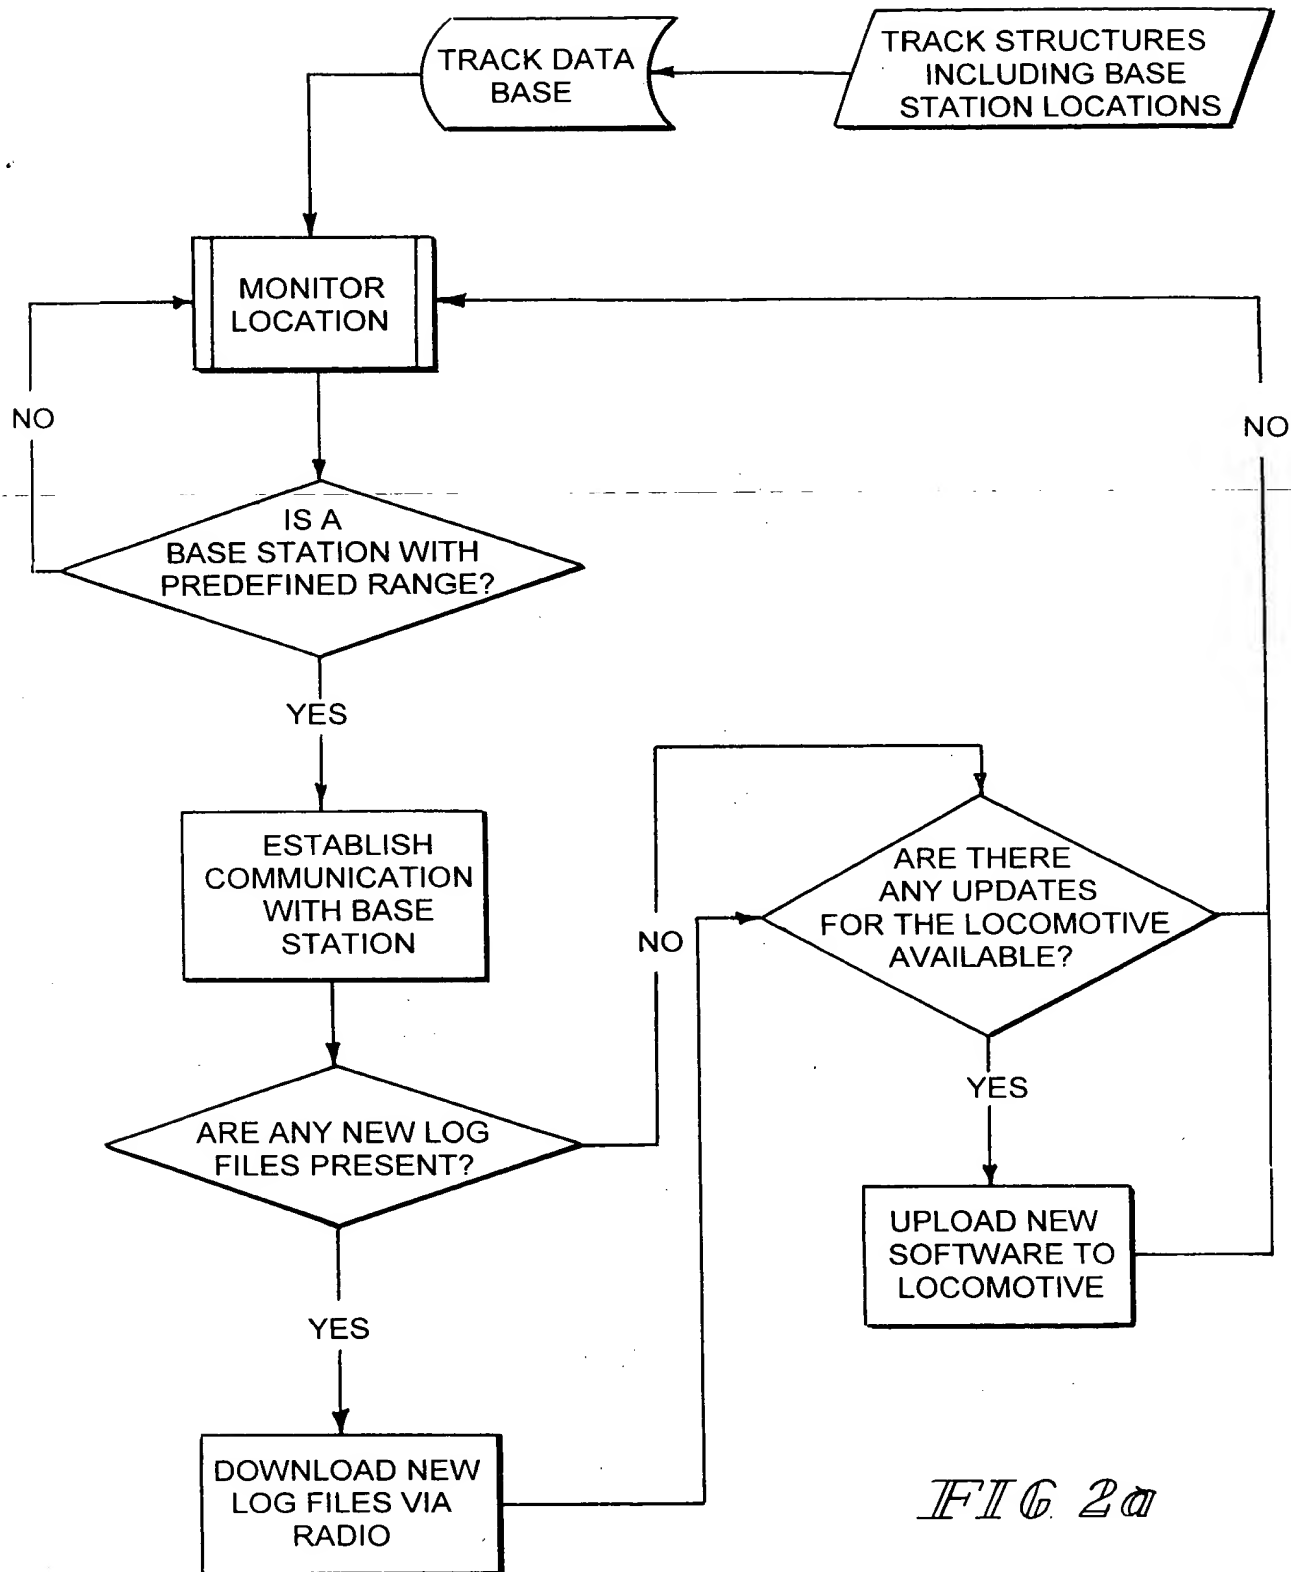 TRACK DATA
BASE
TRACK STRUCTURES
INCLUDING BASE
STATION LOCATIONS
MONITOR
LOCATION
NO
NO
IS A
BASE STATION WITH
PREDEFINED RANGE?
YES
ESTABLISH
COMMUNICATION
WITH BASE
STATION
NO
ARE THERE
ANY UPDATES
FOR THE LOCOMOTIVE
AVAILABLE?
YES
ARE ANY NEW LOG
FILES PRESENT?
UPLOAD NEW
SOFTWARE TO
LOCOMOTIVE
YES
DOWNLOAD NEW
LOG FILES VIA
RADIO
FIG. 2a